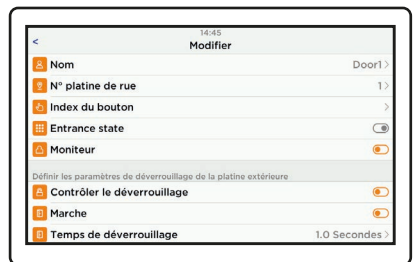 14:45
<
Modifier
Nom Door1 >
N° platine de rue 1 >
Index du bouton >
Entrance state
Moniteur
Définir les paramètres de déverrouillage de la platine extérieure
Contrôler le déverrouillage
Marche
Temps de déverrouillage 1.0 Secondes >